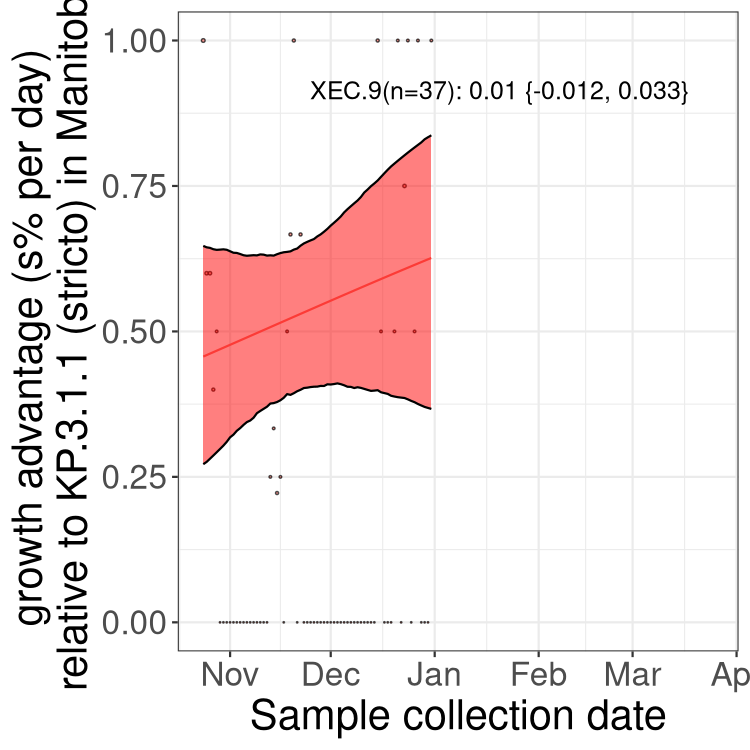 growth advantage (s% per day)
relative to KP.3.1.1 (stricto) in Manitob
1.00
0.75
0.50
0.25
0.00
XEC.9(n=37): 0.01 {-0.012, 0.033}
Nov Dec Jan Feb Mar Ap
Sample collection date